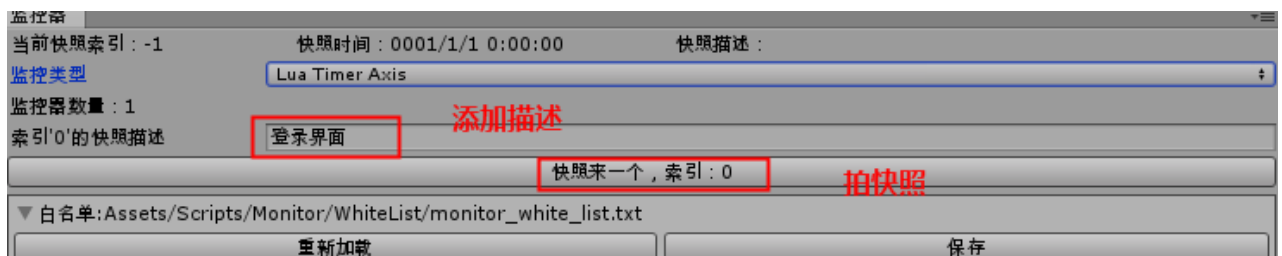 监控器
当前快照索引：-1 快照时间：0001/1/1 0:00:00 快照描述：
监控类型 Lua Timer Axis
监控器数量：1
添加描述
索引'0'的快照描述 登录界面
快照来一个，索引：0
拍快照
▼白名单:Assets/Scripts/Monitor/WhiteList/monitor_white_list.txt
重新加载 保存